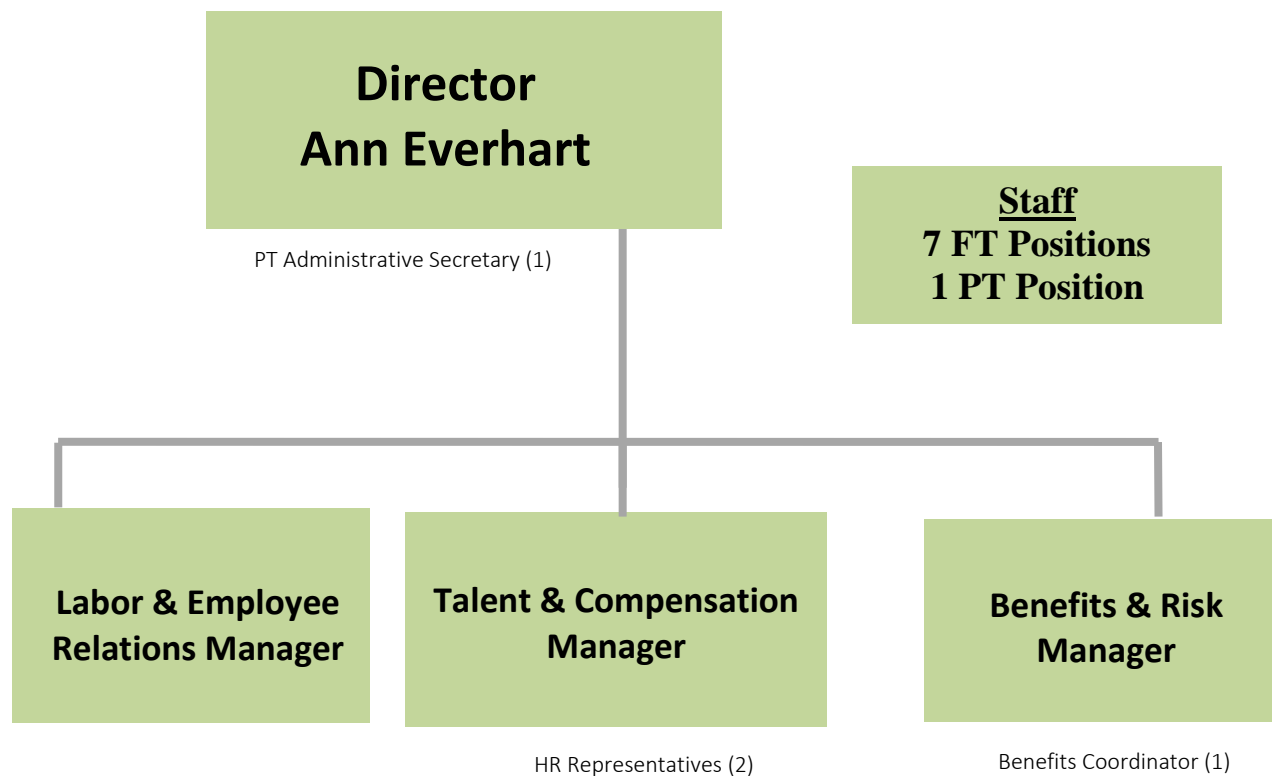 Director
Ann Everhart
PT Administrative Secretary (1)
Staff
7 FT Positions
1 PT Position
Labor & Employee
Relations Manager
Talent & Compensation
Manager
Benefits & Risk
Manager
HR Representatives (2)
Benefits Coordinator (1)